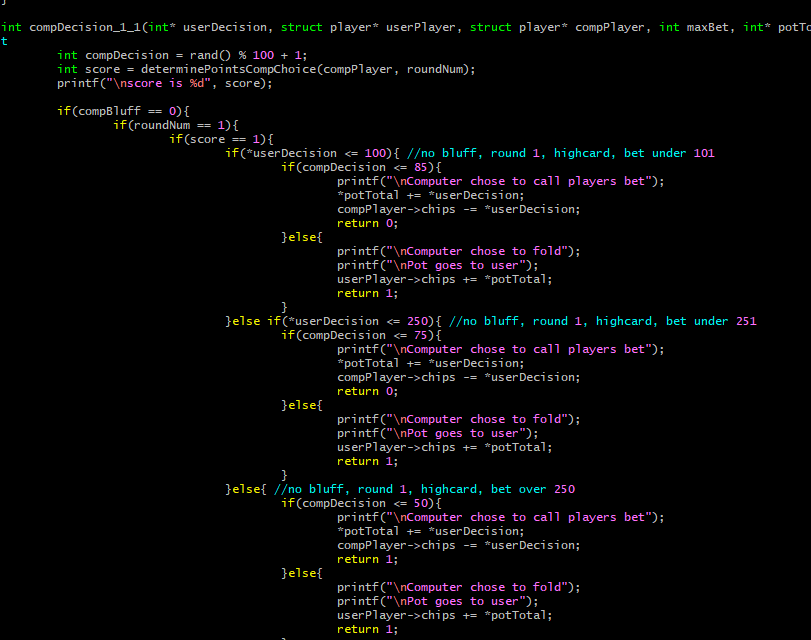 }
int compDecision_1_1(int* userDecision, struct player* userPlayer, struct player* compPlayer, int maxBet, int* potTo
t
int compDecision = rand() % 100 + 1;
int score = determinePointsCompChoice(compPlayer, roundNum);
printf("\nscore is %d", score);
if(compBluff == 0){
if(roundNum == 1){
if(score == 1){
if(*userDecision <= 100){ //no bluff, round 1, highcard, bet under 101
if(compDecision <= 85){
printf("\nComputer chose to call players bet");
*potTotal += *userDecision;
compPlayer->chips -= *userDecision;
return 0;
}else{
printf("\nComputer chose to fold");
printf("\nPot goes to user");
userPlayer->chips += *potTotal;
return 1;
}
}else if(*userDecision <= 250){ //no bluff, round 1, highcard, bet under 251
if(compDecision <= 75){
printf("\nComputer chose to call players bet");
*potTotal += *userDecision;
compPlayer->chips -= *userDecision;
return 0;
}else{
printf("\nComputer chose to fold");
printf("\nPot goes to user");
userPlayer->chips += *potTotal;
return 1;
}
}else{ //no bluff, round 1, highcard, bet over 250
if(compDecision <= 50){
printf("\nComputer chose to call players bet");
*potTotal += *userDecision;
compPlayer->chips -= *userDecision;
return 1;
}else{
printf("\nComputer chose to fold");
printf("\nPot goes to user");
userPlayer->chips += *potTotal;
return 1;